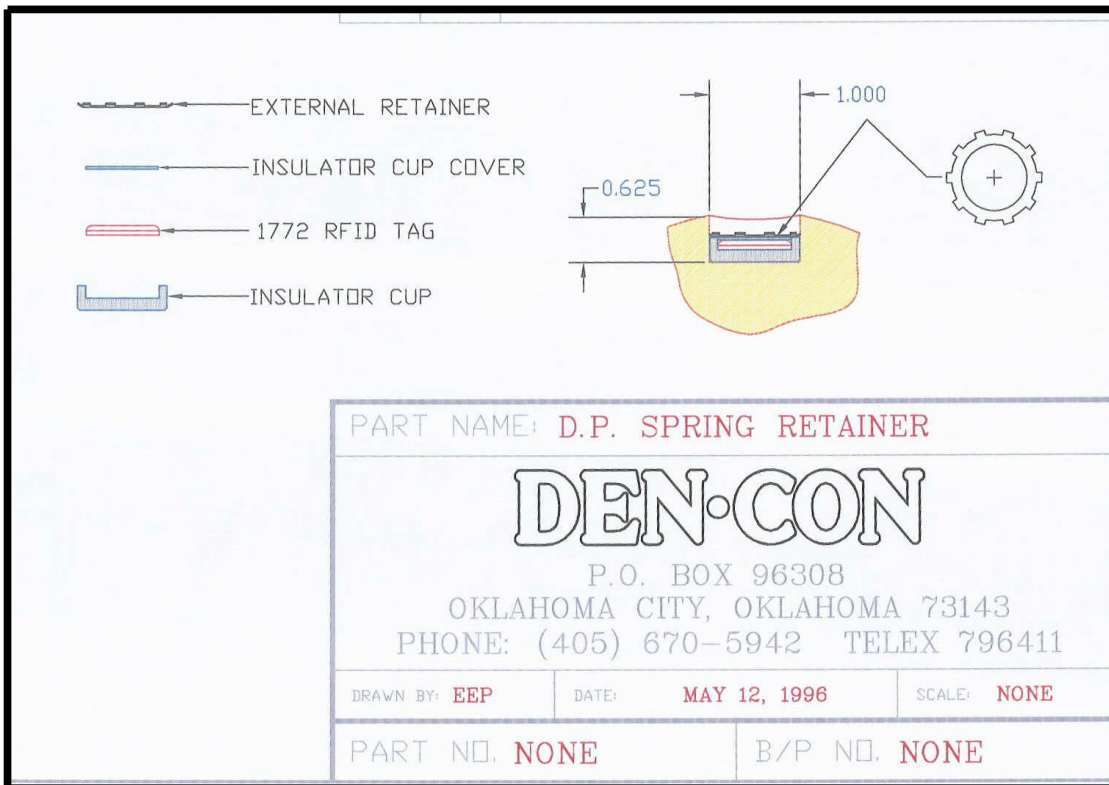 EXTERNAL RETAINER
INSULATOR CUP COVER
1772 RFID TAG
INSULATOR CUP
1.000
0.625
PART NAME: D.P. SPRING RETAINER
DEN·CON
P.O. BOX 96308
OKLAHOMA CITY, OKLAHOMA 73143
PHONE: (405) 670-5942 TELEX 796411
DRAWN BY: EEP DATE: MAY 12, 1996 SCALE: NONE
PART NO. NONE B/P NO. NONE